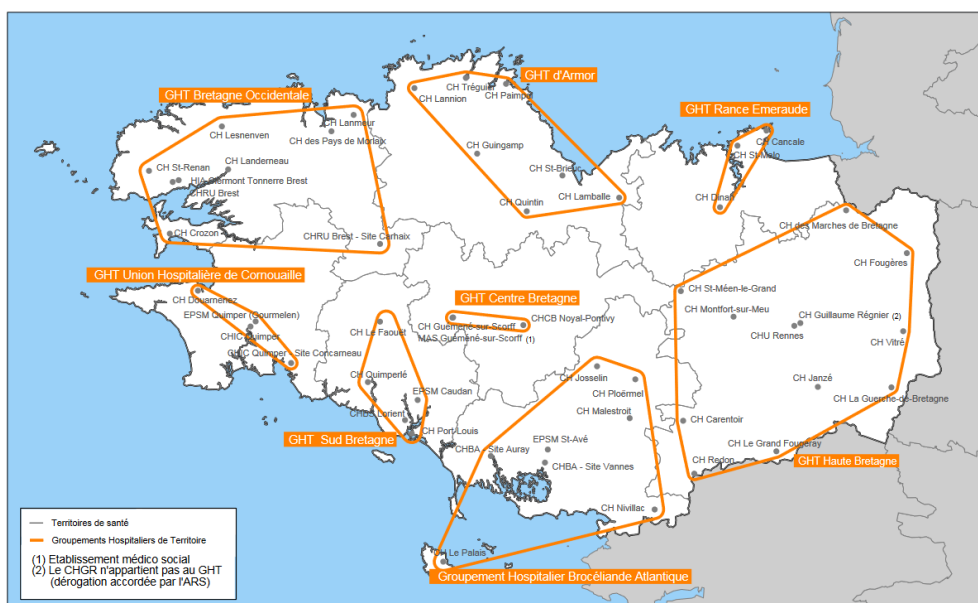 GHT d'Armor
CH Tréguier
CH Lannion
CH Paimpol
GHT Bretagne Occidentale
GHT Rance Emeraude
CH Lanmeur
CH Lesnenven
CH des Pays de Morlaix
CH Cancale
CH St-Malo
CH Guingamp
CH Landerneau
CH St-Renan
HIA Clermont Tonnerre Brest
CHRU Brest
CH St-Brieuc
CH Lamballe
CH Dinan
CH Quintin
CH Crozon
CHRU Brest - Site Carhaix
CH des Marches de Bretagne
CH Fougères
GHT Union Hospitalière de Cornouaille
CH Douarnenez
CH St-Méen-le-Grand
GHT Centre Bretagne
EPSM Quimper (Gourmelen)
CH Montfort-sur-Meu
CH Guillaume Régnier (2)
CH Guémené-sur-Scorff
CHCB Noyal-Pontivy
CH Le Faouët
CHIC Quimper
MAS Guémené-sur-Scorff (1)
CHU Rennes
CH Vitré
CHIC Quimper - Site Concarneau
CH Josselin
CH Quimperlé
CH Ploërmel
CH Janzé
EPSM Caudan
CH La Guerche-de-Bretagne
CH Malestroit
CHBS Lorient
CH Carentoir
CH Port-Louis
GHT Sud Bretagne
EPSM St-Avé
CH Le Grand Fougeray
CHBA - Site Auray
CHBA - Site Vannes
GHT Haute Bretagne
CH Redon
CH Nivillac
CH Le Palais
Groupement Hospitalier Brocéliande Atlantique
Territoires de santé
Groupements Hospitaliers de Territoire
(1) Etablissement médico social
(2) Le CHGR n'appartient pas au GHT
(dérogation accordée par l'ARS)